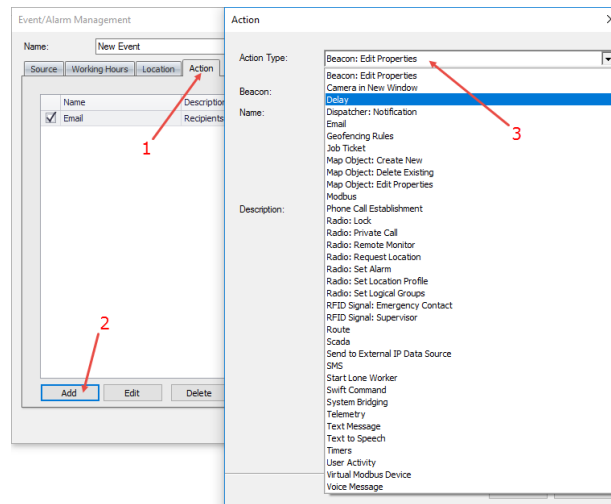 Event/Alarm Management
Name:
New Event
Source
Working Hours
Location
Action
Name
Description
Email
Recipients
1
2
Add
Edit
Delete
Action
Action Type:
Beacon: Edit Properties
Beacon:
Name:
Description:
3
Beacon: Edit Properties
Camera in New Window
Delay
Dispatcher: Notification
Email
Geofencing Rules
Job Ticket
Map Object: Create New
Map Object: Delete Existing
Map Object: Edit Properties
Modbus
Phone Call Establishment
Radio: Lock
Radio: Private Call
Radio: Remote Monitor
Radio: Request Location
Radio: Set Alarm
Radio: Set Location Profile
Radio: Set Logical Groups
RFID Signal: Emergency Contact
RFID Signal: Supervisor
Route
Scada
Send to External IP Data Source
SMS
Start Lone Worker
Swift Command
System Bridging
Telemetry
Text Message
Text to Speech
Timers
User Activity
Virtual Modbus Device
Voice Message